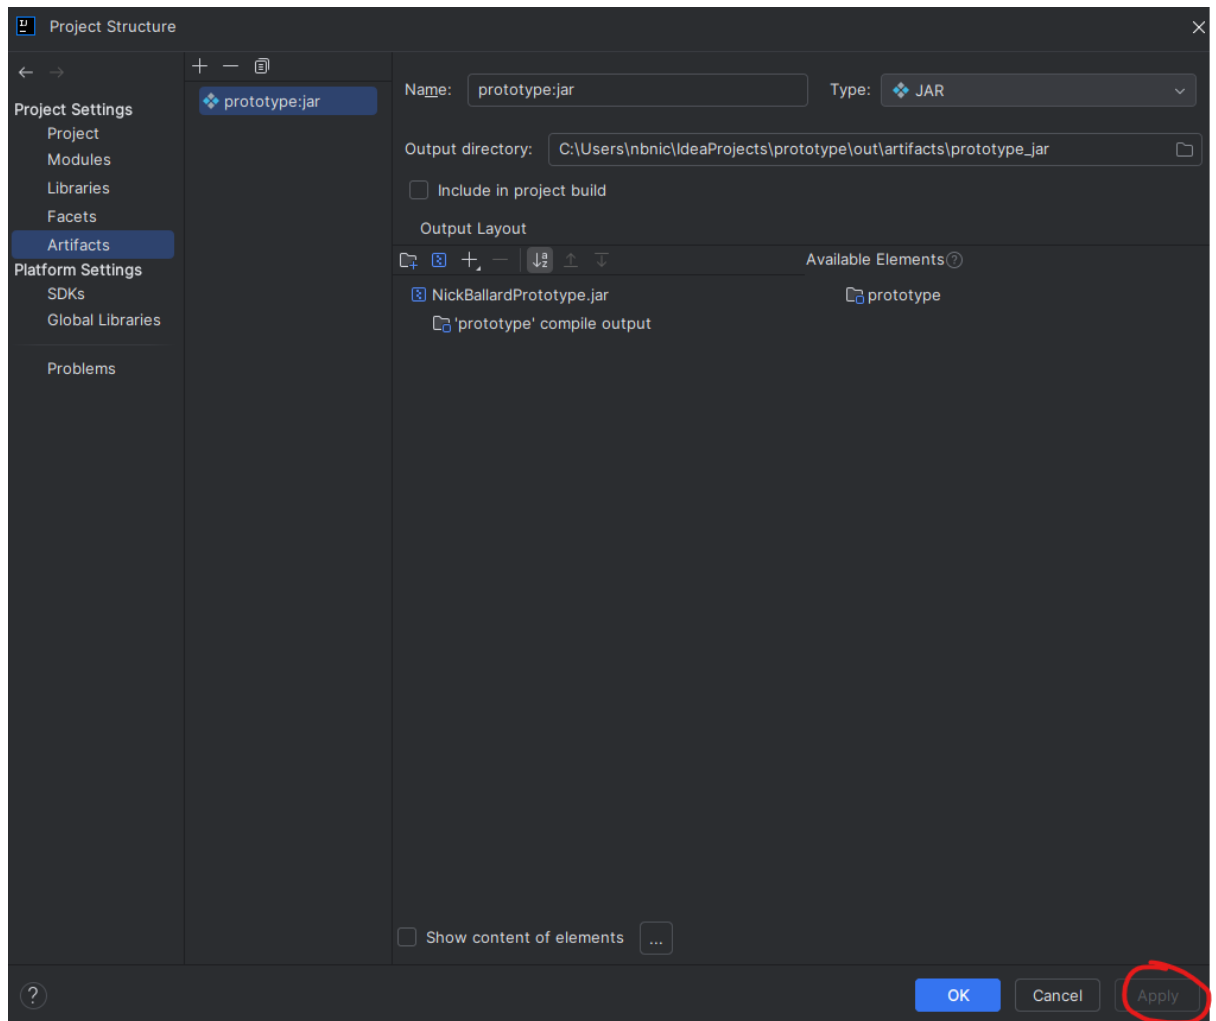 Project Structure
Project Settings
Project
Modules
Libraries
Facets
Artifacts
Platform Settings
SDKs
Global Libraries
Problems
prototype:jar
Name: prototype:jar Type: JAR
Output directory: C:\Users\nbnic\IdeaProjects\prototype\out\artifacts\prototype_jar
Include in project build
Output Layout
Available Elements
NickBallardPrototype.jar prototype
'prototype' compile output
Show content of elements ...
? OK Cancel Apply